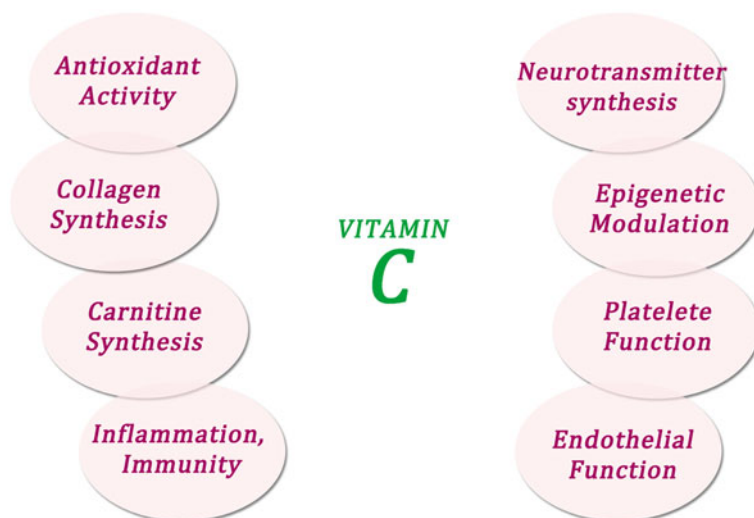 Antioxidant
Activity
Collagen
Synthesis
Carnitine
Synthesis
Inflammation,
Immunity
VITAMIN
C
Neurotransmitter
synthesis
Epigenetic
Modulation
Platelete
Function
Endothelial
Function